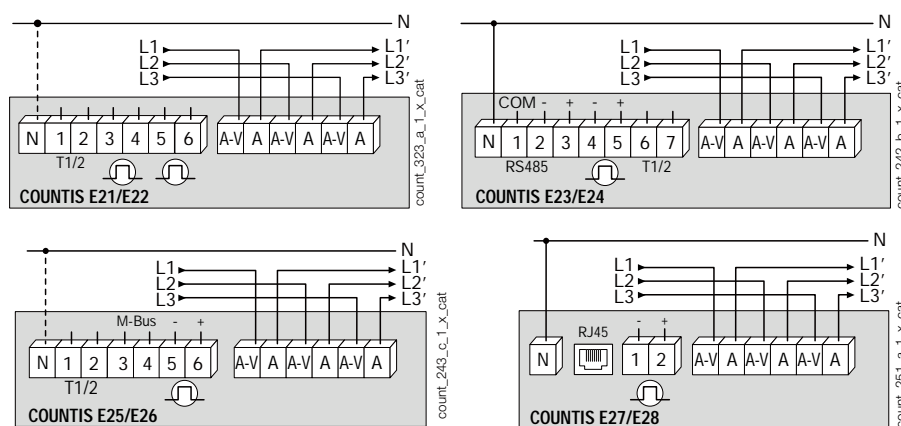 N
L1 L1′
L2 L2′
L3 L3′
N 1 2 3 4 5 6 A-V A A-V A A-V A
T1/2
COUNTIS E21/E22
count_323_a_1_x_cat
N
L1 L1′
L2 L2′
L3 L3′
COM - + - +
N 1 2 3 4 5 6 7 A-V A A-V A A-V A
RS485 T1/2
COUNTIS E23/E24
count_242_b_1_x_cat
N
L1 L1′
L2 L2′
L3 L3′
M-Bus - +
N 1 2 3 4 5 6 A-V A A-V A A-V A
T1/2
COUNTIS E25/E26
count_243_c_1_x_cat
N
L1 L1′
L2 L2′
L3 L3′
RJ45 - +
N 1 2 A-V A A-V A A-V A
COUNTIS E27/E28
count_251_a_1_x_cat